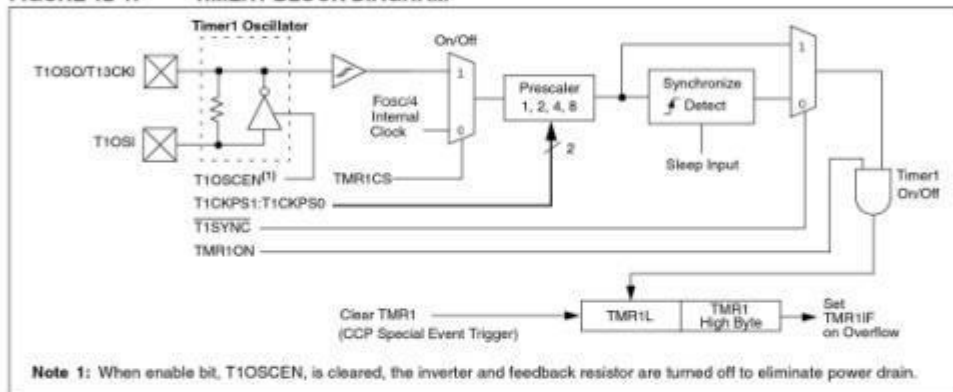 Timer1 Oscillator
On/Off
T1OSO/T13CKI
1
1
Prescaler
1, 2, 4, 8
Synchronize
Detect
0
FOSC/4
Internal
Clock
0
T1OSI
2
Sleep Input
Timer1
On/Off
T1OSCEN(1)
TMR1CS
T1CKPS1:T1CKPS0
T1SYNC
TMR1ON
Clear TMR1
(CCP Special Event Trigger)
TMR1L
TMR1
High Byte
Set
TMR1IF
on Overflow
Note 1: When enable bit, T1OSCEN, is cleared, the inverter and feedback resistor are turned off to eliminate power drain.